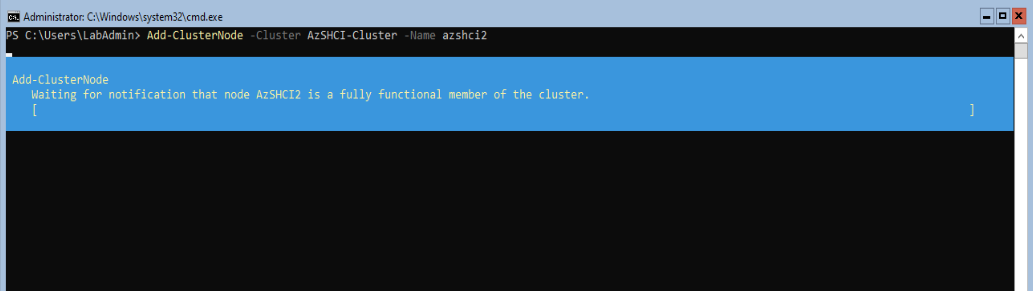 Administrator: C:\Windows\system32\cmd.exe
PS C:\Users\LabAdmin> Add-ClusterNode -Cluster AzSHCI-Cluster -Name azshci2
Add-ClusterNode
Waiting for notification that node AzSHCI2 is a fully functional member of the cluster.
[ ]